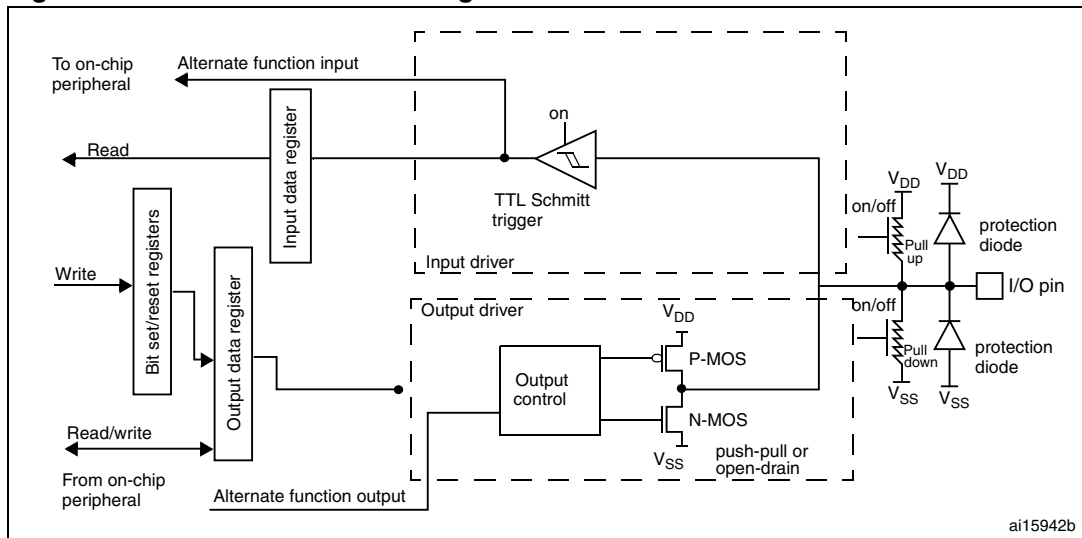 To on-chip
peripheral
Alternate function input
on
Read
Input data register
TTL Schmitt
trigger
Input driver
VDD
on/off
Pull
up
VDD
protection
diode
I/O pin
Write
Bit set/reset registers
Output data register
Read/write
From on-chip
peripheral
Alternate function output
Output driver
Output
control
VDD
P-MOS
N-MOS
VSS
push-pull or
open-drain
on/off
Pull
down
VSS
protection
diode
VSS
ai15942b